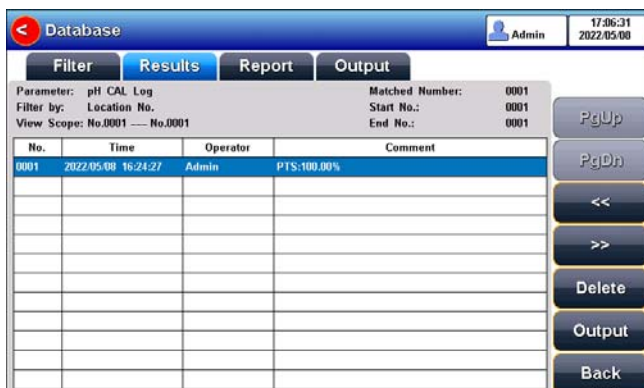 < Database
Admin
17:06:31
2022/05/08
Filter Results Report Output
Parameter: pH CAL Log Matched Number: 0001
Filter by: Location No. Start No.: 0001
View Scope: No.0001 --- No.0001 End No.: 0001
No. Time Operator Comment
0001 2022/05/08 16:24:27 Admin PTS:100.00%
PgUp
PgDn
<<
>>
Delete
Output
Back